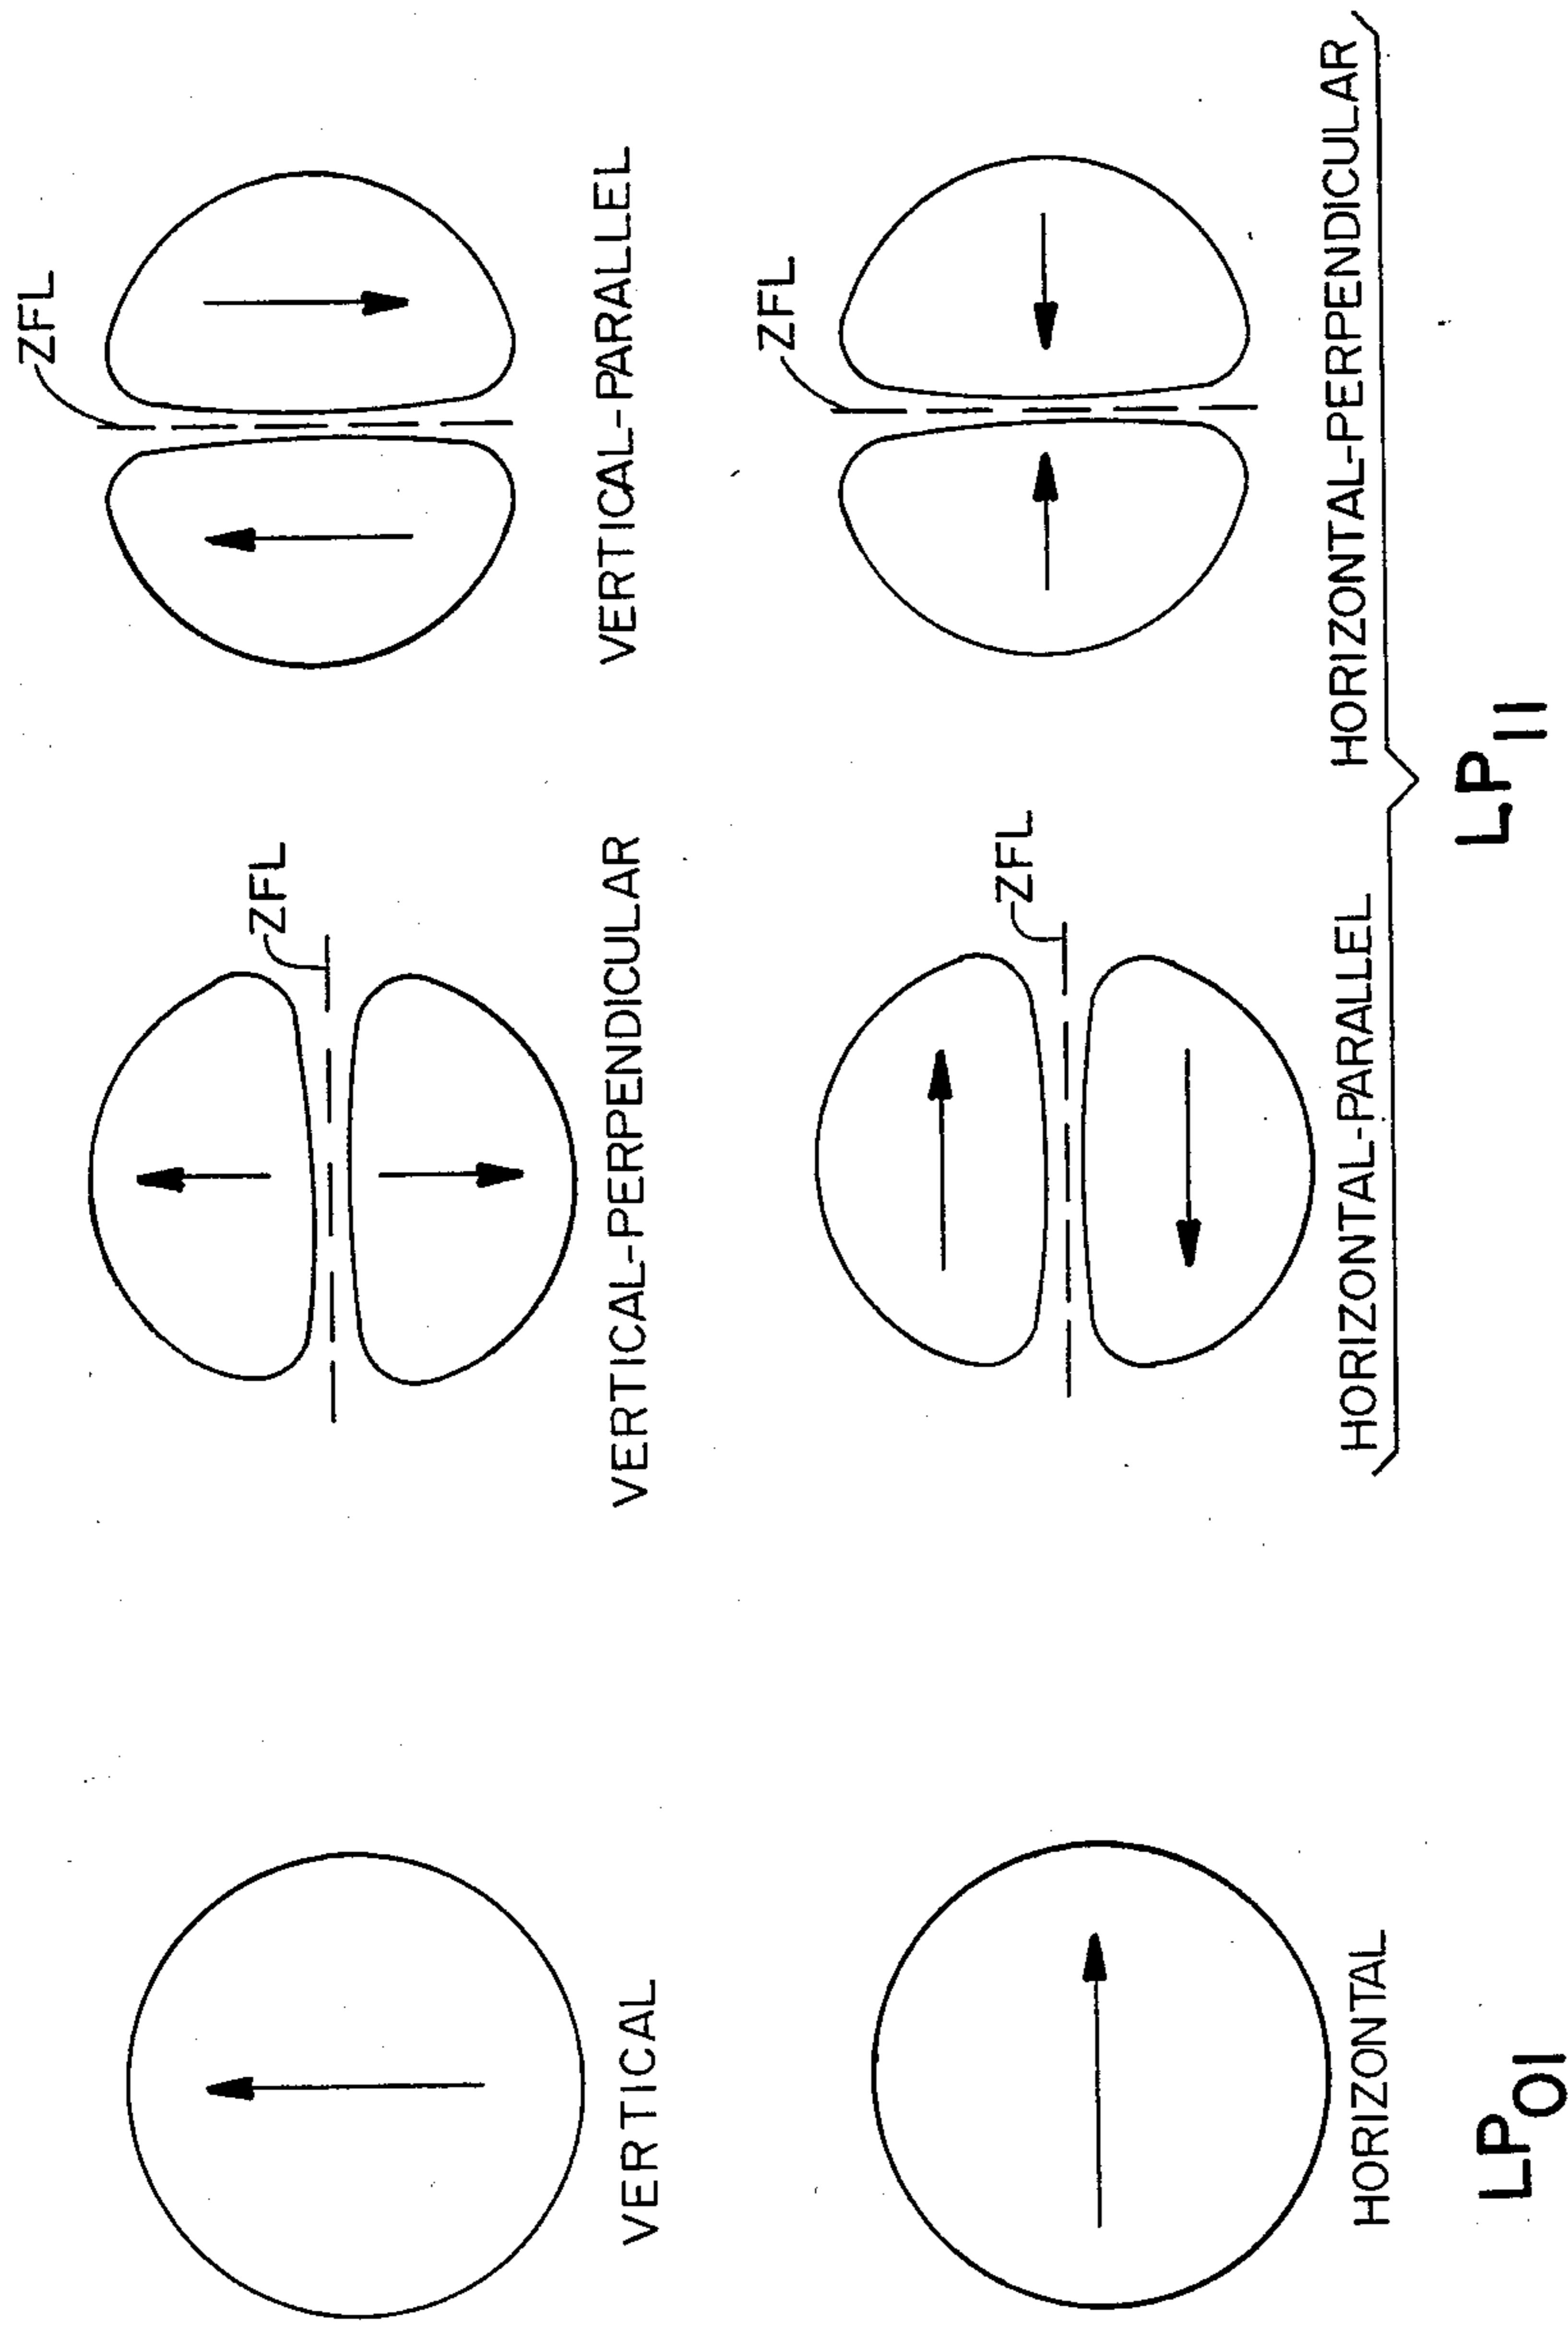 ZFL
ZFL
VERTICAL
VERTICAL-PERPENDICULAR
VERTICAL-PARALLEL
ZFL
ZFL
HORIZONTAL
HORIZONTAL-PARALLEL
HORIZONTAL-PERPENDICULAR
LP01
LP11